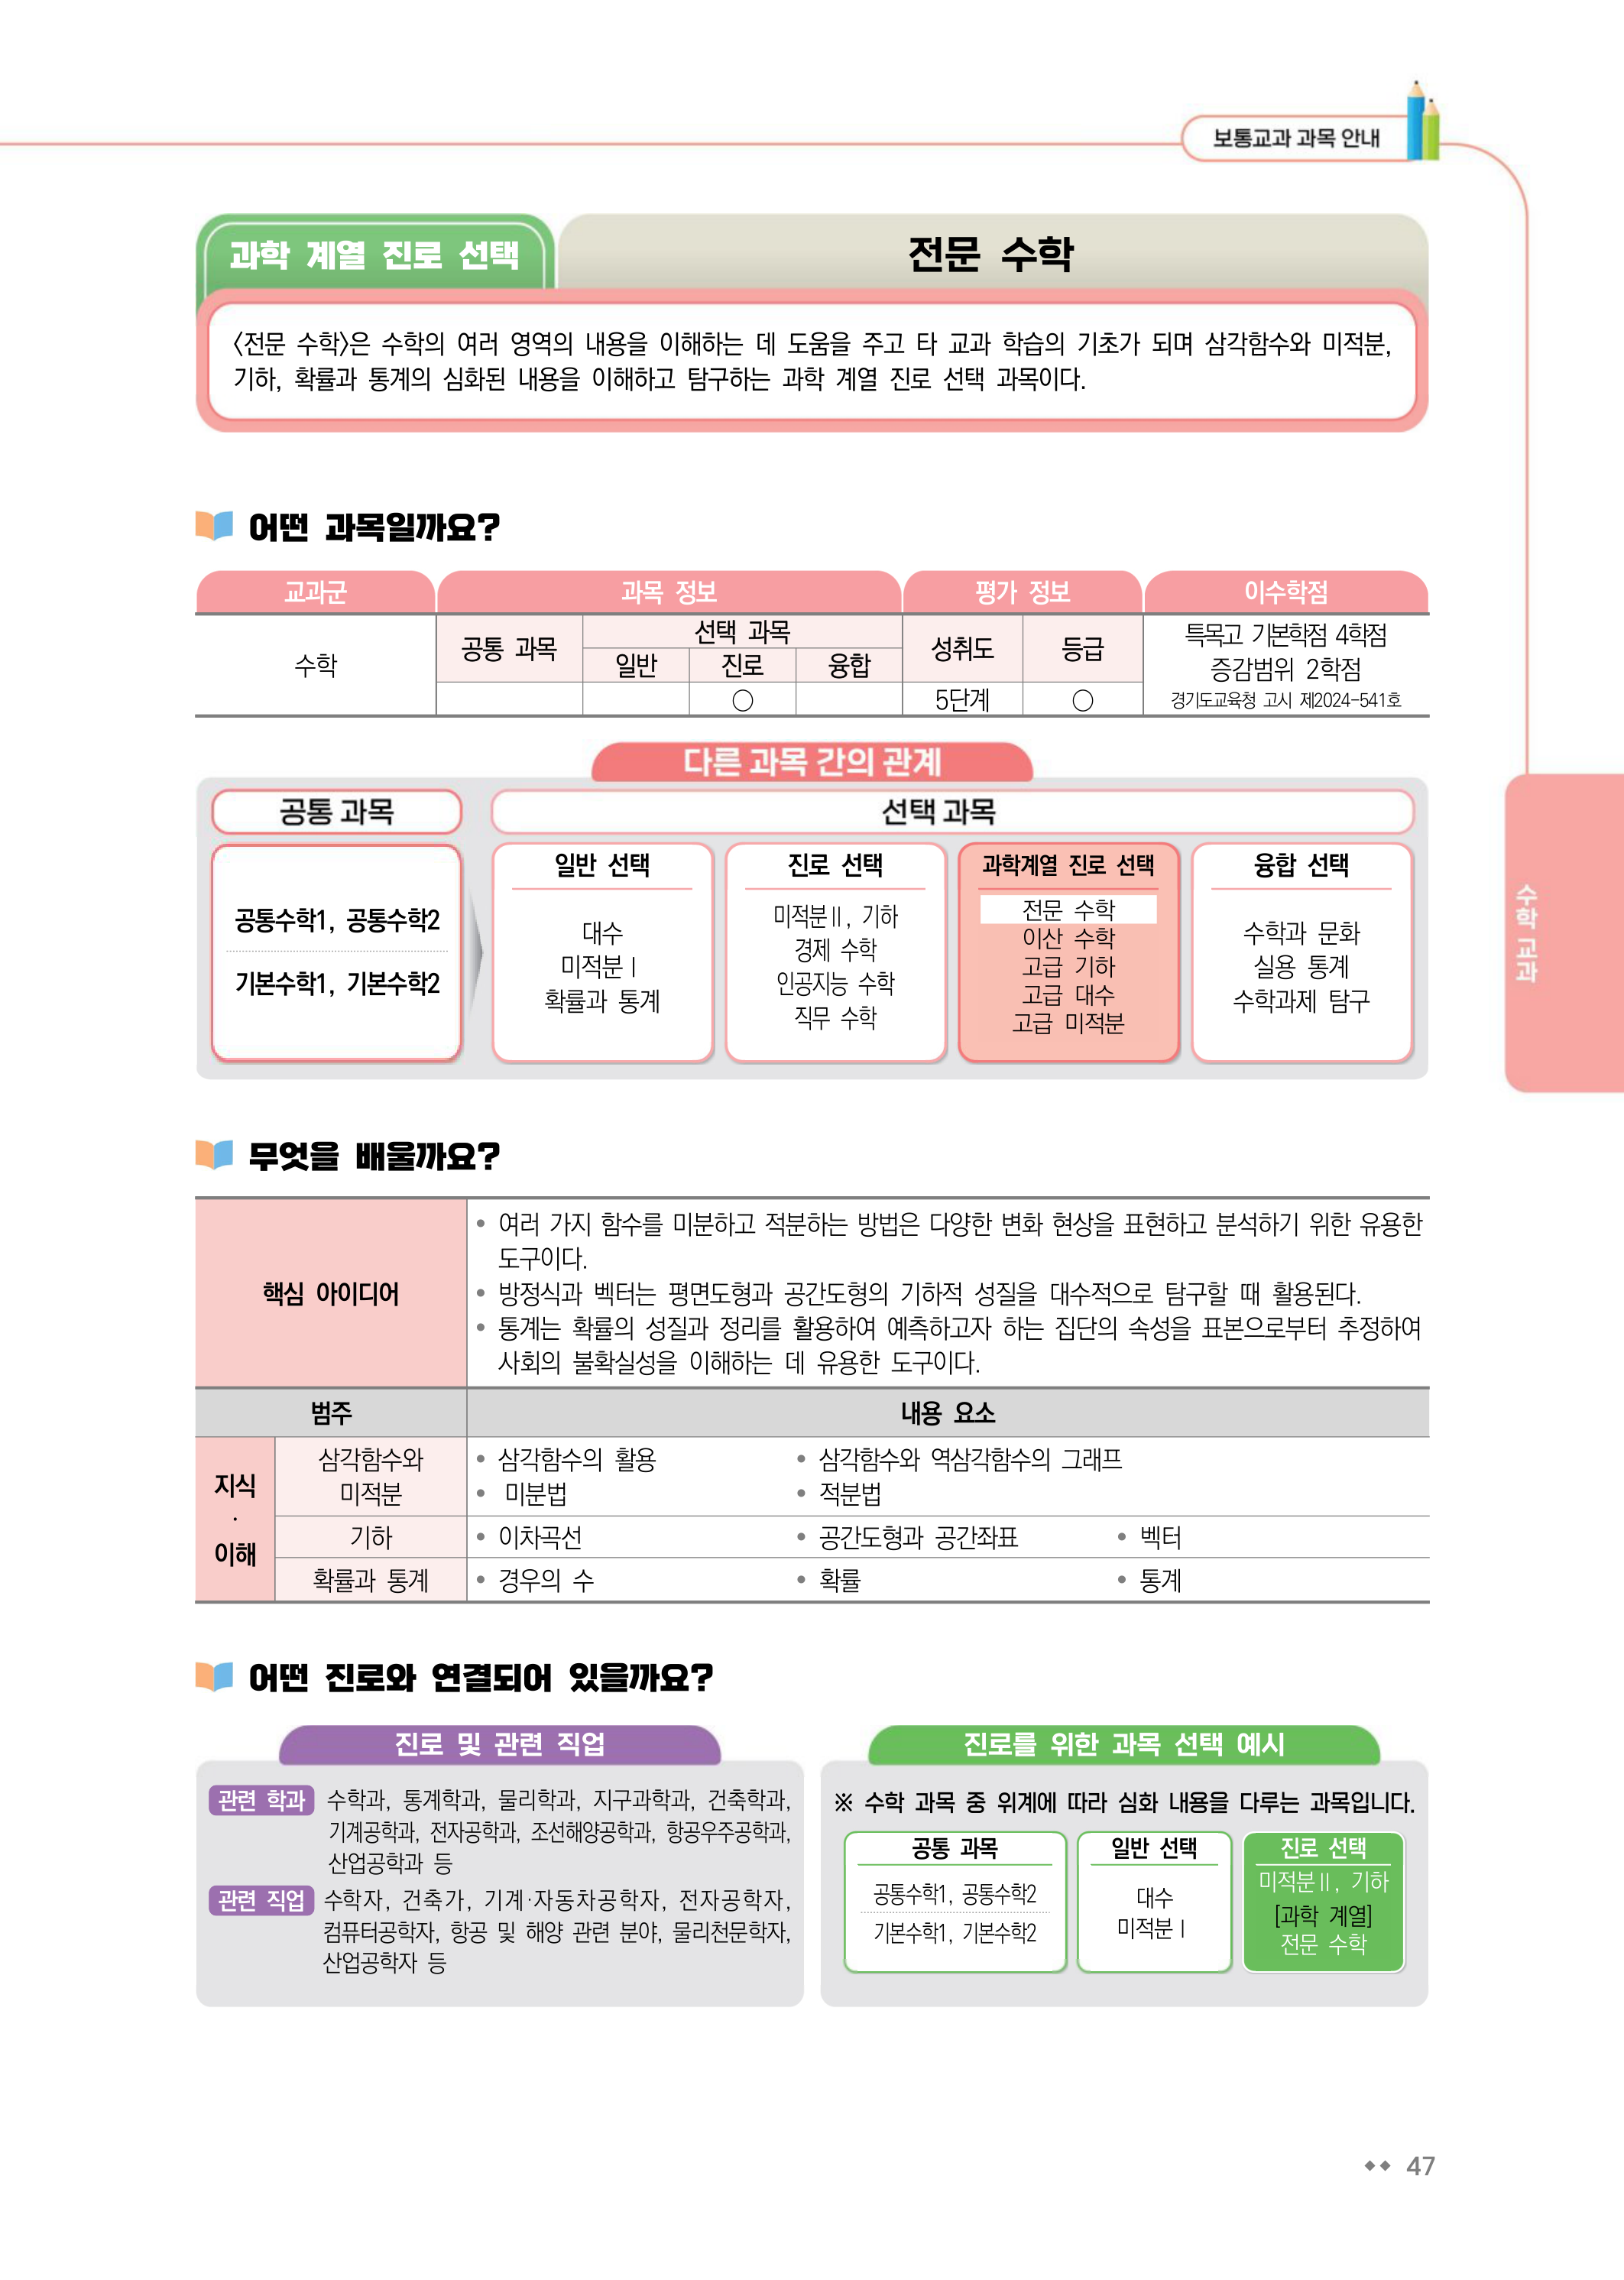 보통교과 과목 안내
과학 계열 진로 선택
전문 수학
〈전문 수학〉은 수학의 여러 영역의 내용을 이해하는 데 도움을 주고 타 교과 학습의 기초가 되며 삼각함수와 미적분,
기하, 확률과 통계의 심화된 내용을 이해하고 탐구하는 과학 계열 진로 선택 과목이다.
어떤 과목일까요?
교과군 과목 정보 평가 정보 이수학점
수학
공통 과목
선택 과목
일반 진로 융합
○
성취도 등급
5단계 ○
특목고 기본학점 4학점
증감범위 2학점
경기도교육청 고시 제2024-541호
다른 과목 간의 관계
공통 과목
선택 과목
공통수학1, 공통수학2
기본수학1, 기본수학2
일반 선택
대수
미적분Ⅰ
확률과 통계
진로 선택
미적분Ⅱ, 기하
경제 수학
인공지능 수학
직무 수학
과학계열 진로 선택
전문 수학
이산 수학
고급 기하
고급 대수
고급 미적분
융합 선택
수학과 문화
실용 통계
수학과제 탐구
수학 교과
무엇을 배울까요?
핵심 아이디어
• 여러 가지 함수를 미분하고 적분하는 방법은 다양한 변화 현상을 표현하고 분석하기 위한 유용한
도구이다.
• 방정식과 벡터는 평면도형과 공간도형의 기하적 성질을 대수적으로 탐구할 때 활용된다.
• 통계는 확률의 성질과 정리를 활용하여 예측하고자 하는 집단의 속성을 표본으로부터 추정하여
사회의 불확실성을 이해하는 데 유용한 도구이다.
범주 내용 요소
지식
·
이해
삼각함수와
미적분
• 삼각함수의 활용 • 삼각함수와 역삼각함수의 그래프
• 미분법 • 적분법
기하 • 이차곡선 • 공간도형과 공간좌표 • 벡터
확률과 통계 • 경우의 수 • 확률 • 통계
어떤 진로와 연결되어 있을까요?
진로 및 관련 직업
관련 학과 수학과, 통계학과, 물리학과, 지구과학과, 건축학과,
기계공학과, 전자공학과, 조선해양공학과, 항공우주공학과,
산업공학과 등
관련 직업 수학자, 건축가, 기계·자동차공학자, 전자공학자,
컴퓨터공학자, 항공 및 해양 관련 분야, 물리천문학자,
산업공학자 등
진로를 위한 과목 선택 예시
※ 수학 과목 중 위계에 따라 심화 내용을 다루는 과목입니다.
공통 과목
공통수학1, 공통수학2
기본수학1, 기본수학2
일반 선택
대수
미적분Ⅰ
진로 선택
미적분Ⅱ, 기하
[과학 계열]
전문 수학
47